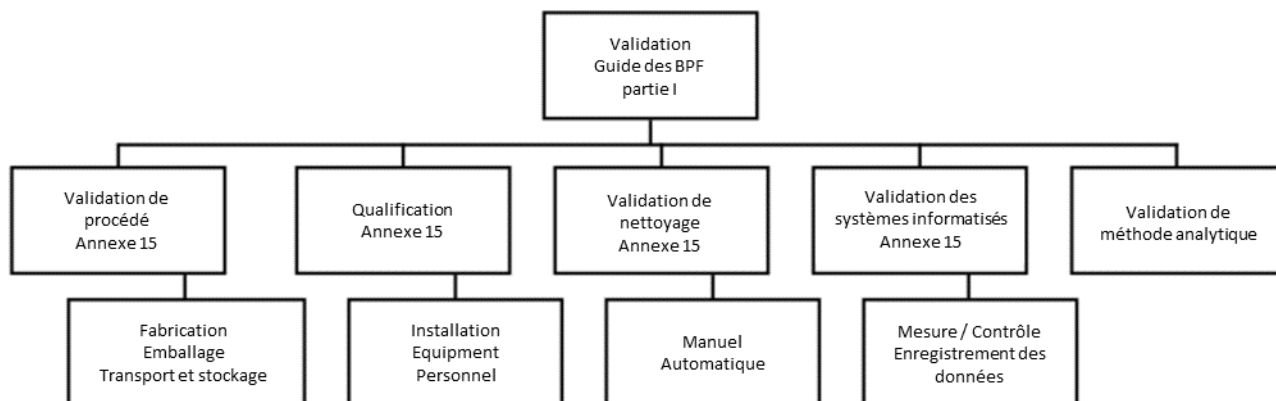 Validation
Guide des BPF
partie I
Validation de
procédé
Annexe 15
Qualification
Annexe 15
Validation de
nettoyage
Annexe 15
Validation des
systèmes informatisés
Annexe 15
Validation de
méthode analytique
Fabrication
Emballage
Transport et stockage
Installation
Equipment
Personnel
Manuel
Automatique
Mesure / Contrôle
Enregistrement des
données